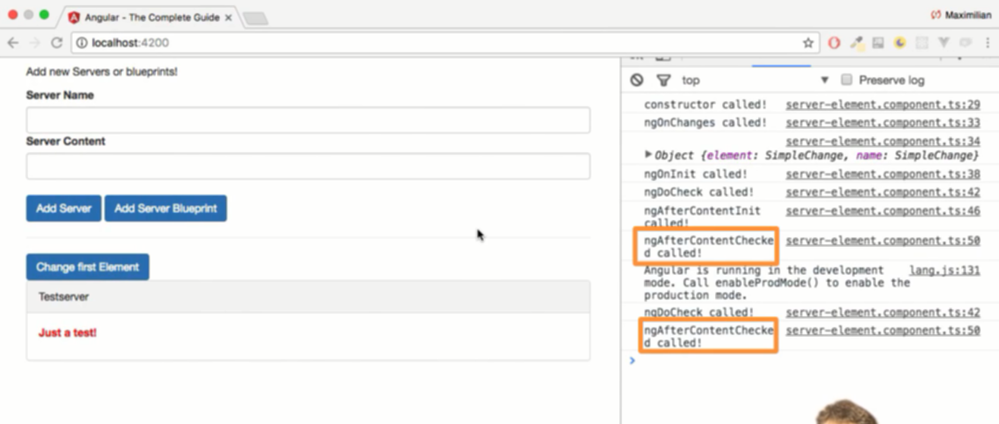 Angular - The Complete Guide
Maximilian
localhost:4200
Add new Servers or blueprints!
Server Name
Server Content
Add Server
Add Server Blueprint
Change first Element
Testserver
Just a test!
top
Preserve log
constructor called! server-element.component.ts:29
ngOnChanges called! server-element.component.ts:33
server-element.component.ts:34
Object {element: SimpleChange, name: SimpleChange}
ngOnInit called! server-element.component.ts:38
ngDoCheck called! server-element.component.ts:42
ngAfterContentInit server-element.component.ts:46
called!
ngAfterContentChecke server-element.component.ts:50
d called!
Angular is running in the development lang.js:131
mode. Call enableProdMode() to enable the
production mode.
ngDoCheck called! server-element.component.ts:42
ngAfterContentChecke server-element.component.ts:50
d called!